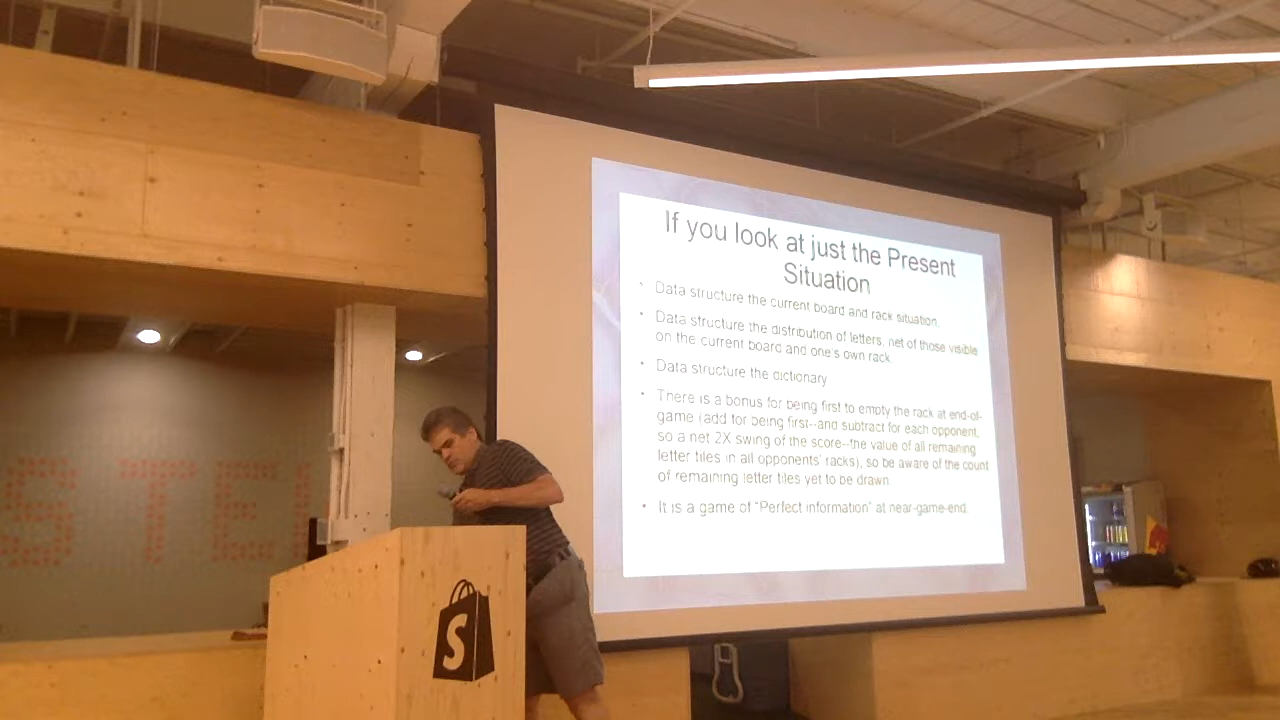 If you look at just the Present
Situation
• Data structure the current board and rack situation.
• Data structure the distribution of letters, net of those visible
on the current board and one's own rack.
• Data structure the dictionary
• There is a bonus for being first to empty the rack at end-of-
game (add for being first--and subtract for each opponent,
so a net 2X swing of the score--the value of all remaining
letter tiles in all opponents' racks), so be aware of the count
of remaining letter tiles yet to be drawn.
• It is a game of "Perfect information" at near-game-end.
STE
S